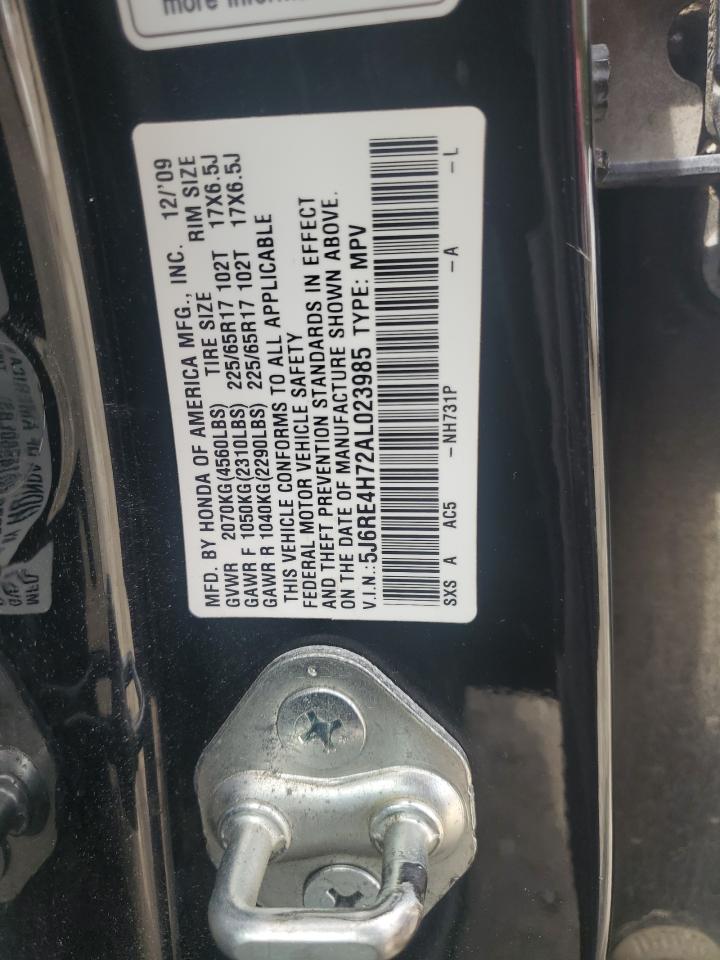 more information
MFD. BY HONDA OF AMERICA MFG., INC. 12/'09
GVWR 2070KG(4560LBS) TIRE SIZE RIM SIZE
GAWR F 1050KG(2310LBS) 225/65R17 102T 17X6.5J
GAWR R 1040KG(2290LBS) 225/65R17 102T 17X6.5J
THIS VEHICLE CONFORMS TO ALL APPLICABLE
FEDERAL MOTOR VEHICLE SAFETY
AND THEFT PREVENTION STANDARDS IN EFFECT
ON THE DATE OF MANUFACTURE SHOWN ABOVE.
V.I.N.:5J6RE4H72AL023985 TYPE: MPV
SXS A AC5 -NH731P -A -L